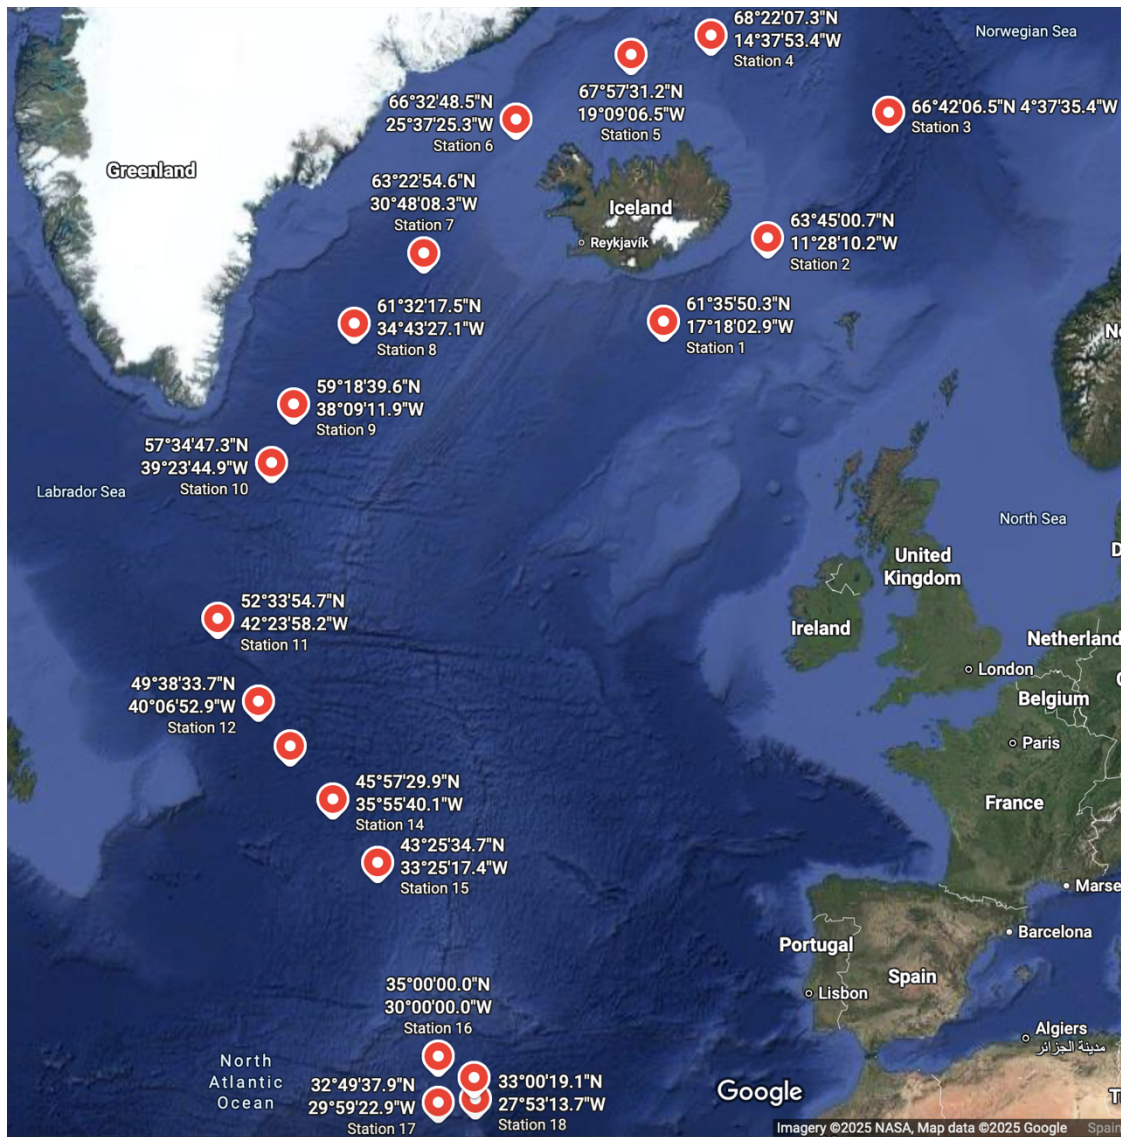 68°22'07.3"N
14°37'53.4"W
Station 4
Norwegian Sea
67°57'31.2"N
19°09'06.5"W
Station 5
66°32'48.5"N
25°37'25.3"W
Station 6
66°42'06.5"N 4°37'35.4"W
Station 3
Greenland
63°22'54.6"N
30°48'08.3"W
Station 7
Iceland
Reykjavík
63°45'00.7"N
11°28'10.2"W
Station 2
61°32'17.5"N
34°43'27.1"W
Station 8
61°35'50.3"N
17°18'02.9"W
Station 1
No
59°18'39.6"N
38°09'11.9"W
Station 9
57°34'47.3"N
39°23'44.9"W
Station 10
Labrador Sea
North Sea
United
Kingdom
D
Ireland
Netherland
London
Belgium
Paris
France
52°33'54.7"N
42°23'58.2"W
Station 11
49°38'33.7"N
40°06'52.9"W
Station 12
45°57'29.9"N
35°55'40.1"W
Station 14
43°25'34.7"N
33°25'17.4"W
Station 15
Marse
Barcelona
Portugal
Spain
Lisbon
35°00'00.0"N
30°00'00.0"W
Station 16
Algiers
مدينة الجزائر
North
Atlantic
Ocean
32°49'37.9"N
29°59'22.9"W
Station 17
33°00'19.1"N
27°53'13.7"W
Station 18
Google
Imagery ©2025 NASA, Map data ©2025 Google Spain